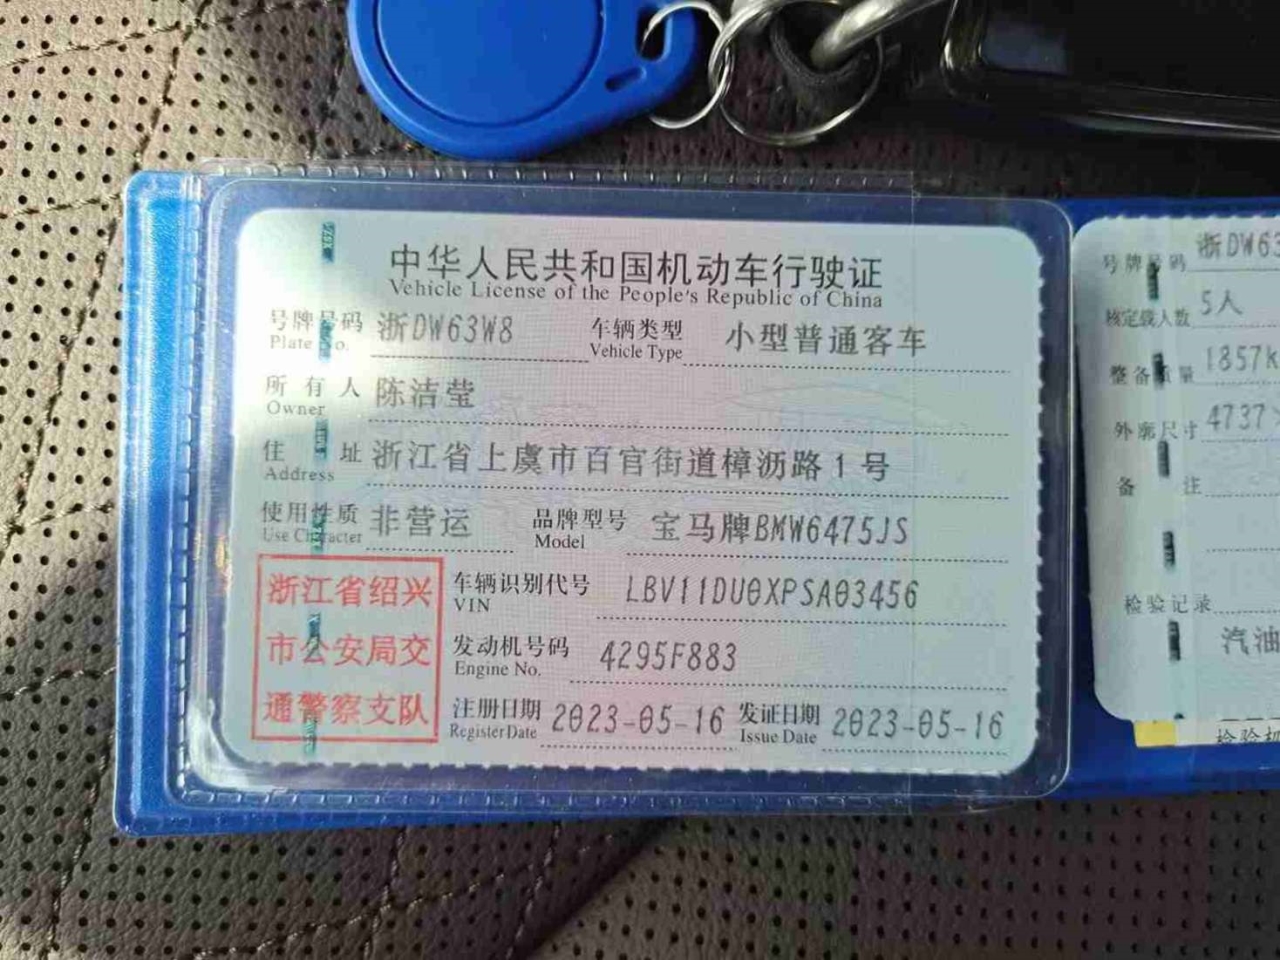 中华人民共和国机动车行驶证
Vehicle License of the People's Republic of China
号牌号码 浙DW63W8 车辆类型 小型普通客车
Plate No. Vehicle Type
所有人 陈洁莹
Owner
住址 浙江省上虞市百官街道樟沥路1号
Address
使用性质 非营运 品牌型号 宝马牌BMW6475JS
Use Character Model
浙江省绍兴
市公安局交
通警察支队
车辆识别代号 LBV11DU0XPSA03456
VIN
发动机号码 4295F883
Engine No.
注册日期 2023-05-16 发证日期 2023-05-16
Register Date Issue Date
号牌号码 浙DW63
核定载人数 5人
整备质量 1857k
外廓尺寸 4737
备注
检验记录
汽油
检验